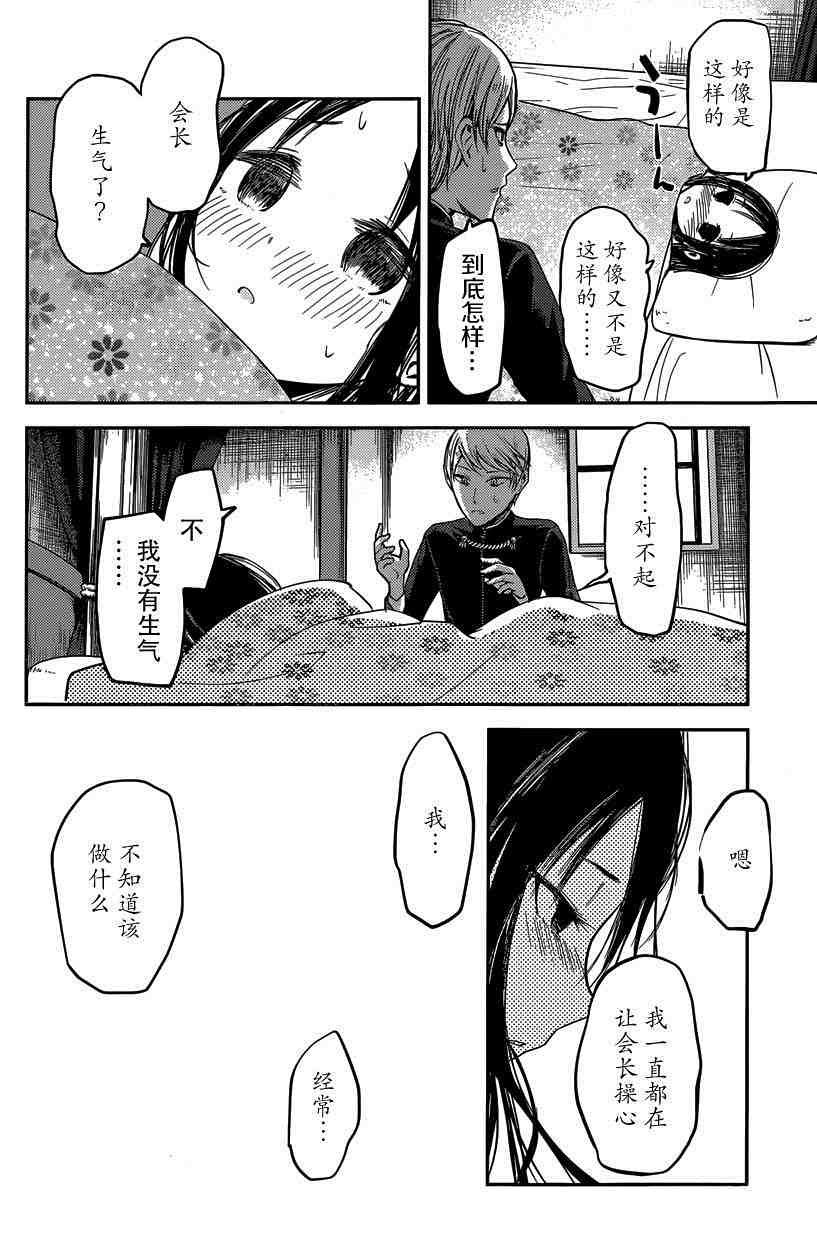 好像是
这样的
好像又不是
这样的……
到底怎样…
会长
生气了？
……对不起
不
我没有生气
……
嗯
我一直都在
让会长操心
我…
经常…
不知道该
做什么